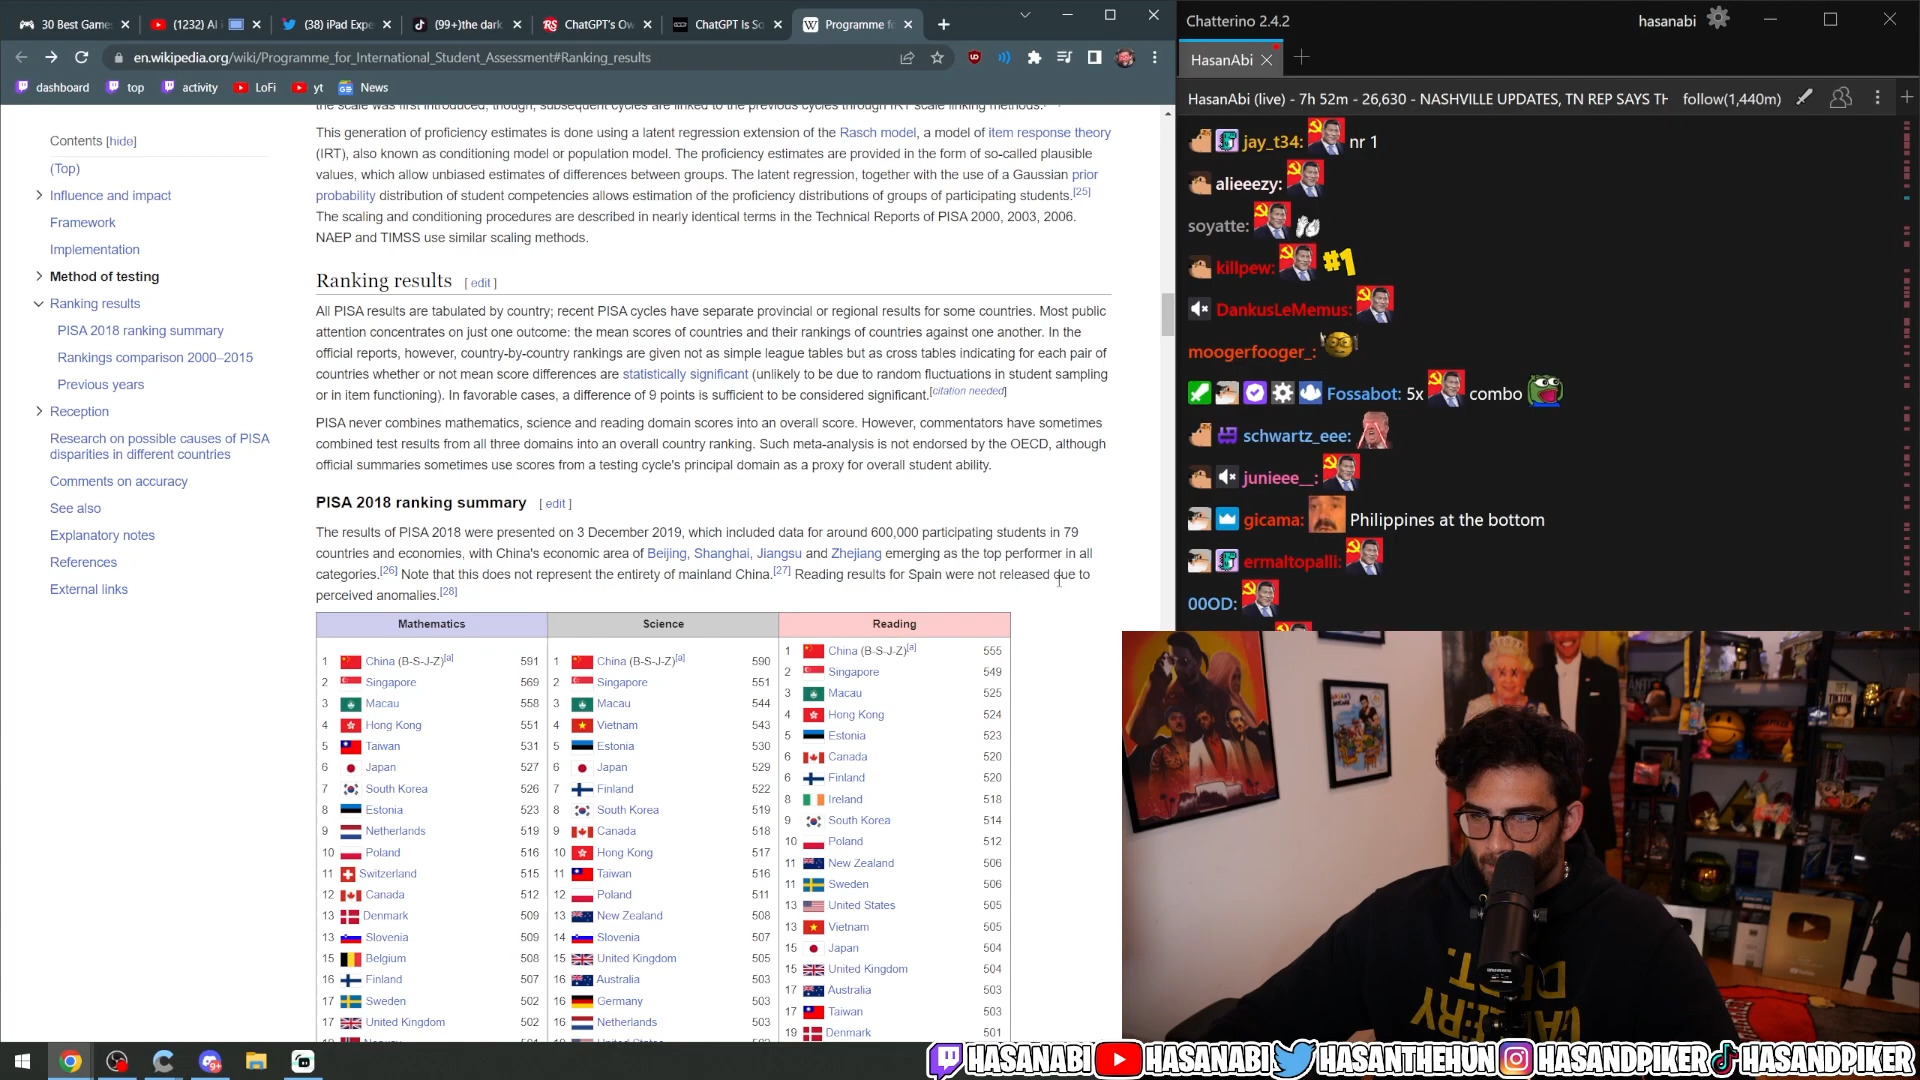 30 Best Game
(1232) AI i
(38) iPad Expe
(99+)the dark
ChatGPT's Ow
ChatGPT Is So
Programme fo
en.wikipedia.org/wiki/Programme_for_International_Student_Assessment#Ranking_results
dashboard
top
activity
LoFi
yt
News
Contents [hide]
(Top)
Influence and impact
Framework
Implementation
Method of testing
Ranking results
PISA 2018 ranking summary
Rankings comparison 2000–2015
Previous years
Reception
Research on possible causes of PISA
disparities in different countries
Comments on accuracy
See also
Explanatory notes
References
External links
the scale was first introduced, though, subsequent cycles are linked to the previous cycles through IRT scale linking methods.
This generation of proficiency estimates is done using a latent regression extension of the Rasch model, a model of item response theory
(IRT), also known as conditioning model or population model. The proficiency estimates are provided in the form of so-called plausible
values, which allow unbiased estimates of differences between groups. The latent regression, together with the use of a Gaussian prior
probability distribution of student competencies allows estimation of the proficiency distributions of groups of participating students.[25]
The scaling and conditioning procedures are described in nearly identical terms in the Technical Reports of PISA 2000, 2003, 2006.
NAEP and TIMSS use similar scaling methods.
Ranking results [ edit ]
All PISA results are tabulated by country; recent PISA cycles have separate provincial or regional results for some countries. Most public
attention concentrates on just one outcome: the mean scores of countries and their rankings of countries against one another. In the
official reports, however, country-by-country rankings are given not as simple league tables but as cross tables indicating for each pair of
countries whether or not mean score differences are statistically significant (unlikely to be due to random fluctuations in student sampling
or in item functioning). In favorable cases, a difference of 9 points is sufficient to be considered significant.[citation needed]
PISA never combines mathematics, science and reading domain scores into an overall score. However, commentators have sometimes
combined test results from all three domains into an overall country ranking. Such meta-analysis is not endorsed by the OECD, although
official summaries sometimes use scores from a testing cycle's principal domain as a proxy for overall student ability.
PISA 2018 ranking summary [ edit ]
The results of PISA 2018 were presented on 3 December 2019, which included data for around 600,000 participating students in 79
countries and economies, with China's economic area of Beijing, Shanghai, Jiangsu and Zhejiang emerging as the top performer in all
categories.[26] Note that this does not represent the entirety of mainland China.[27] Reading results for Spain were not released due to
perceived anomalies.[28]
Mathematics
1 China (B-S-J-Z)[a] 591
2 Singapore 569
3 Macau 558
4 Hong Kong 551
5 Taiwan 531
6 Japan 527
7 South Korea 526
8 Estonia 523
9 Netherlands 519
10 Poland 516
11 Switzerland 515
12 Canada 512
13 Denmark 509
13 Slovenia 509
15 Belgium 508
16 Finland 507
17 Sweden 502
17 United Kingdom 502
Science
1 China (B-S-J-Z)[a] 590
2 Singapore 551
3 Macau 544
4 Vietnam 543
5 Estonia 530
6 Japan 529
7 Finland 522
8 South Korea 519
9 Canada 518
10 Hong Kong 517
11 Taiwan 516
12 Poland 511
13 New Zealand 508
14 Slovenia 507
15 United Kingdom 505
16 Australia 503
16 Germany 503
16 Netherlands 503
Reading
1 China (B-S-J-Z)[a] 555
2 Singapore 549
3 Macau 525
4 Hong Kong 524
5 Estonia 523
6 Canada 520
6 Finland 520
8 Ireland 518
9 South Korea 514
10 Poland 512
11 New Zealand 506
11 Sweden 506
13 United States 505
13 Vietnam 505
15 Japan 504
15 United Kingdom 504
17 Australia 503
17 Taiwan 503
19 Denmark 501
Chatterino 2.4.2
hasanabi
HasanAbi
HasanAbi (live) - 7h 52m - 26,630 - NASHVILLE UPDATES, TN REP SAYS TH
follow(1,440m)
jay_t34: nr 1
alieeezy:
soyatte:
killpew: #1
DankusLeMemus:
moogerfooger_:
Fossabot: 5x combo
schwartz_eee:
junieee__:
gicama: Philippines at the bottom
ermaltopalli:
00OD:
GALLERY
DEPT.
HASANABI
HASANABI
HASANTHEHUN
HASANDPIKER
HASANDPIKER